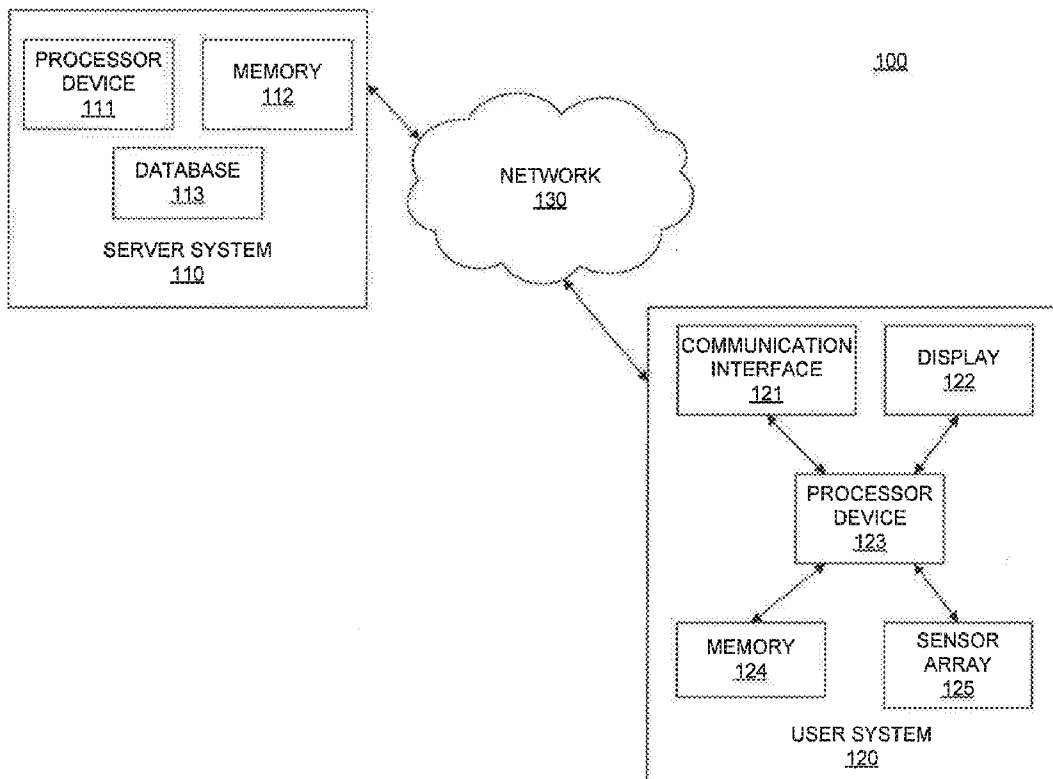 PROCESSOR
DEVICE
111
MEMORY
112
DATABASE
113
SERVER SYSTEM
110
100
NETWORK
130
COMMUNICATION
INTERFACE
121
DISPLAY
122
PROCESSOR
DEVICE
123
MEMORY
124
SENSOR
ARRAY
125
USER SYSTEM
120